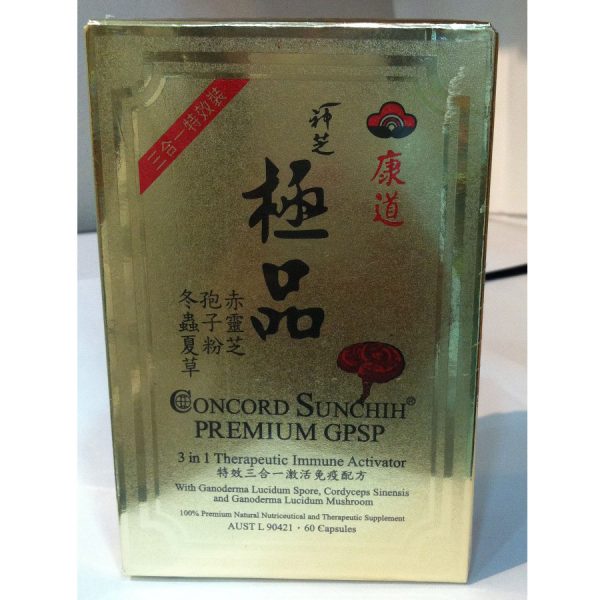 三合一特效裝
神芝
極品
康道
赤靈芝
孢子粉
冬蟲夏草
CONCORD SUNCHIH®
PREMIUM GPSP
3 in 1 Therapeutic Immune Activator
特效三合一激活免疫配方
With Ganoderma Lucidum Spore, Cordyceps Sinensis
and Ganoderma Lucidum Mushroom
100% Premium Natural Nutriceutical and Therapeutic Supplement
AUST L 90421 · 60 Capsules